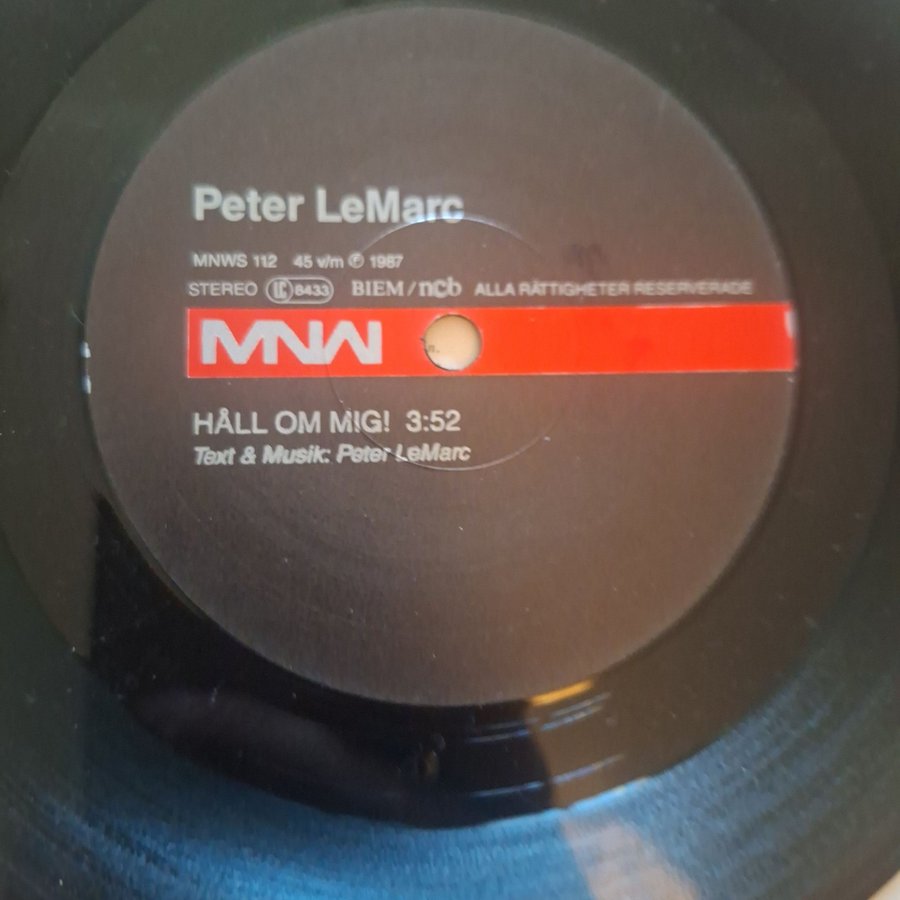 Peter LeMarc
MNWS 112 45 v/m ℗ 1987
STEREO LC 8433 BIEM/ncb ALLA RÄTTIGHETER RESERVERADE
MNW
HÅLL OM MIG! 3:52
Text & Musik: Peter LeMarc